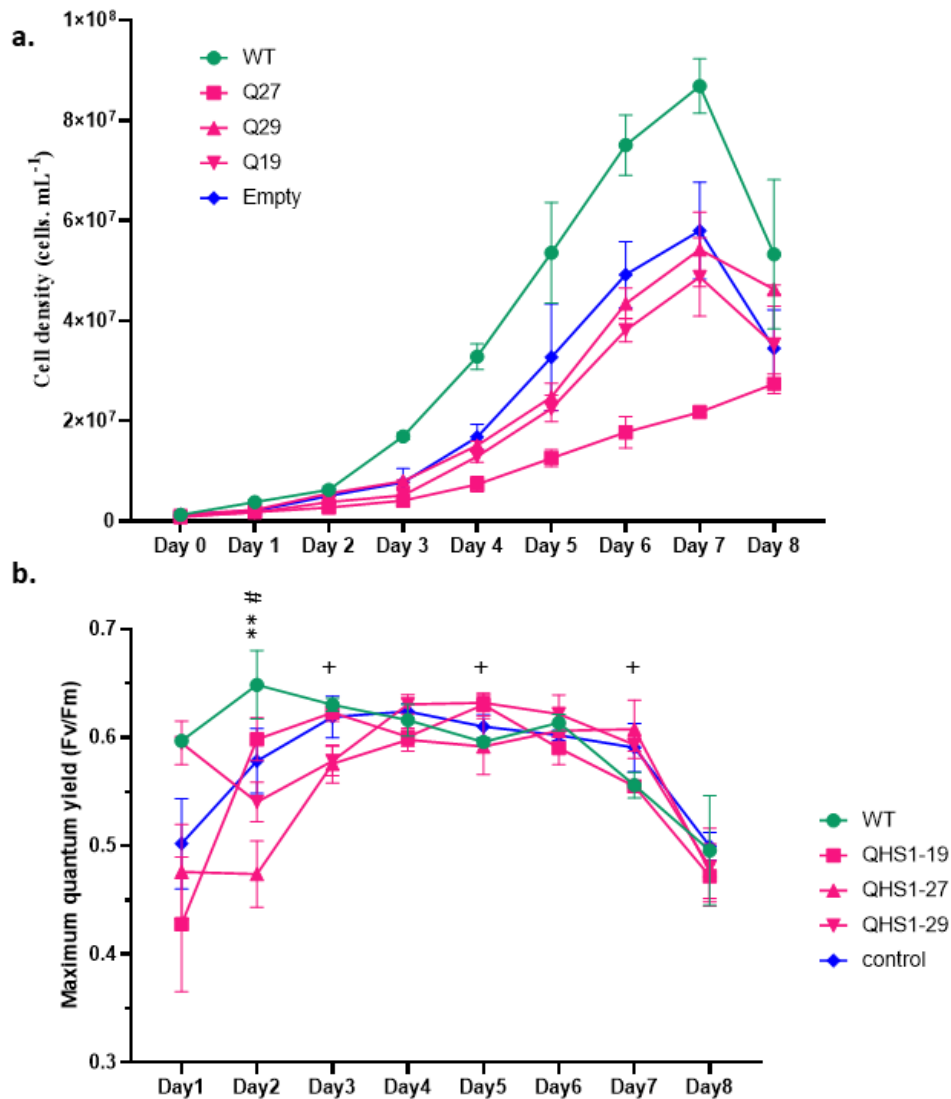 a.
1×10⁸
8×10⁷
6×10⁷
4×10⁷
2×10⁷
0
Cell density (cells. mL⁻¹)
WT
Q27
Q29
Q19
Empty
Day 0 Day 1 Day 2 Day 3 Day 4 Day 5 Day 6 Day 7 Day 8
b.
** #
+ + +
0.7
0.6
0.5
0.4
0.3
Maximum quantum yield (Fv/Fm)
WT
QHS1-19
QHS1-27
QHS1-29
control
Day1 Day2 Day3 Day4 Day5 Day6 Day7 Day8